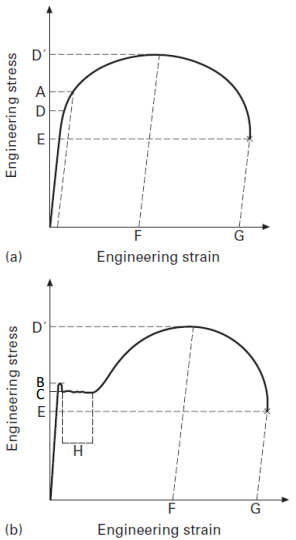 D´
A
D
E
Engineering stress
F
G
(a)
Engineering strain
D´
B
C
E
Engineering stress
H
F
G
(b)
Engineering strain